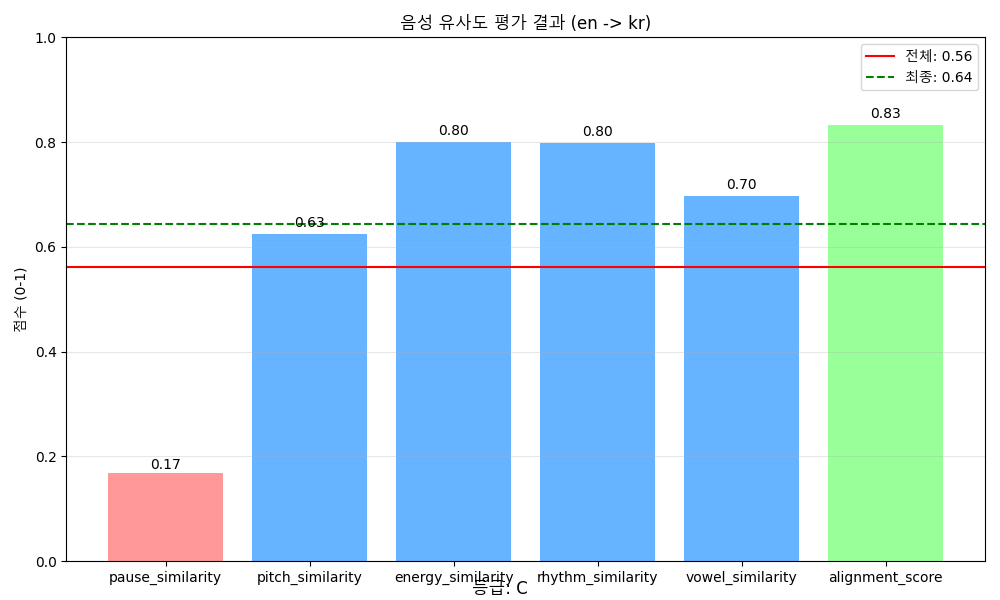 음성 유사도 평가 결과 (en -> kr)
전체: 0.56
최종: 0.64
점수 (0-1)
1.0
0.8
0.6
0.4
0.2
0.0
0.17
0.63
0.80
0.80
0.70
0.83
pause_similarity
pitch_similarity
energy_similarity
rhythm_similarity
vowel_similarity
alignment_score
등급: C